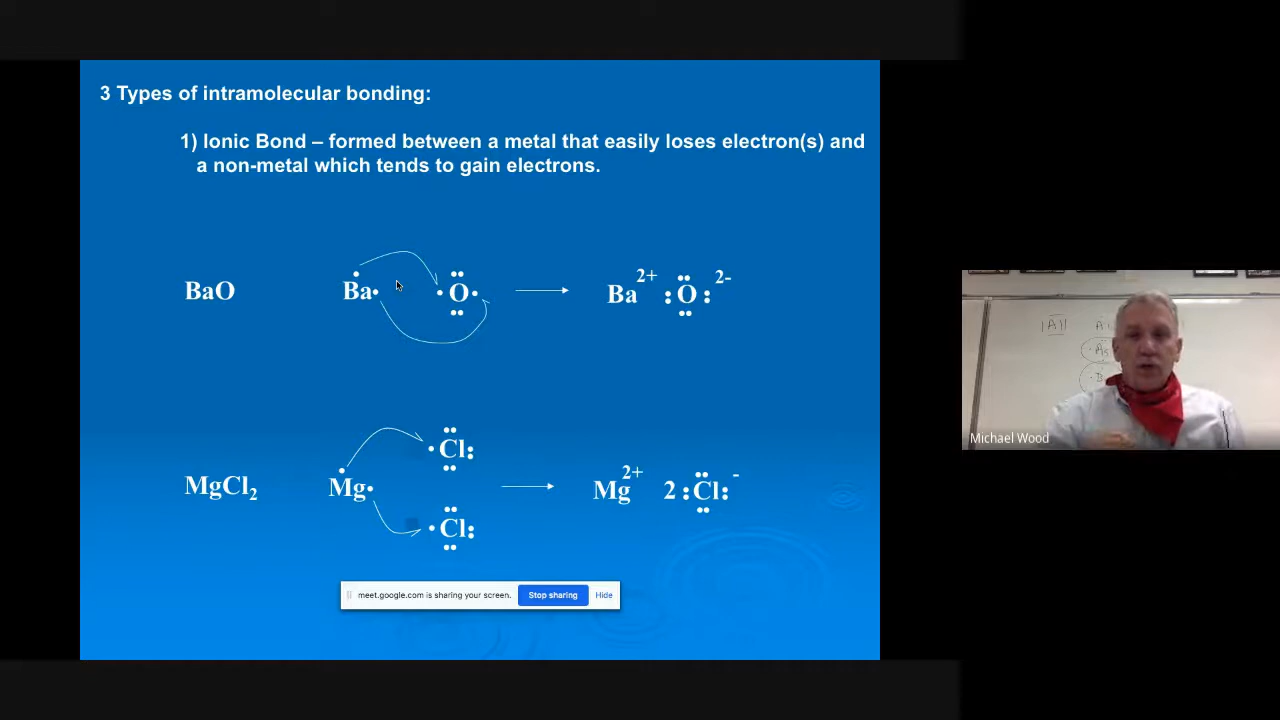 3 Types of intramolecular bonding:
1) Ionic Bond – formed between a metal that easily loses electron(s) and
a non-metal which tends to gain electrons.
BaO Ba O Ba 2+ O 2-
Cl
MgCl₂ Mg Mg 2+ 2 Cl -
Cl
meet.google.com is sharing your screen. Stop sharing Hide
|A|
Michael Wood